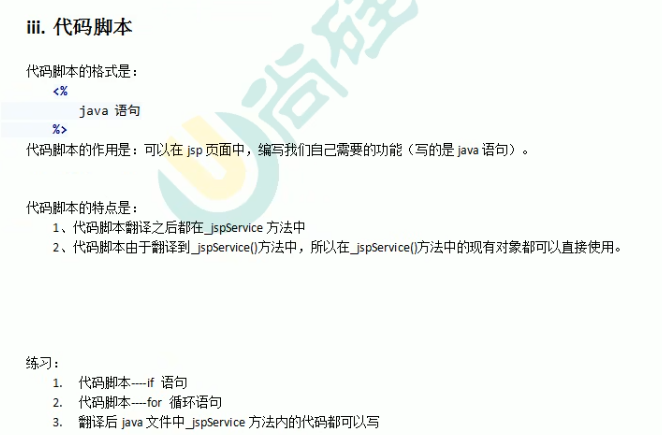 iii. 代码脚本
代码脚本的格式是：
<%
java 语句
%>
代码脚本的作用是：可以在 jsp 页面中，编写我们自己需要的功能（写的是 java 语句）。
代码脚本的特点是：
1、代码脚本翻译之后都在_jspService 方法中
2、代码脚本由于翻译到_jspService()方法中，所以在_jspService()方法中的现有对象都可以直接使用。
练习：
1. 代码脚本----if 语句
2. 代码脚本----for 循环语句
3. 翻译后 java 文件中_jspService 方法内的代码都可以写
尚硅